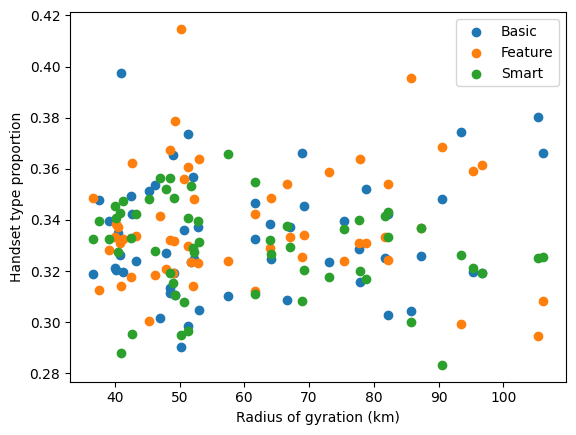 0.42
0.40
0.38
0.36
0.34
0.32
0.30
0.28
Handset type proportion
Basic
Feature
Smart
40 50 60 70 80 90 100
Radius of gyration (km)